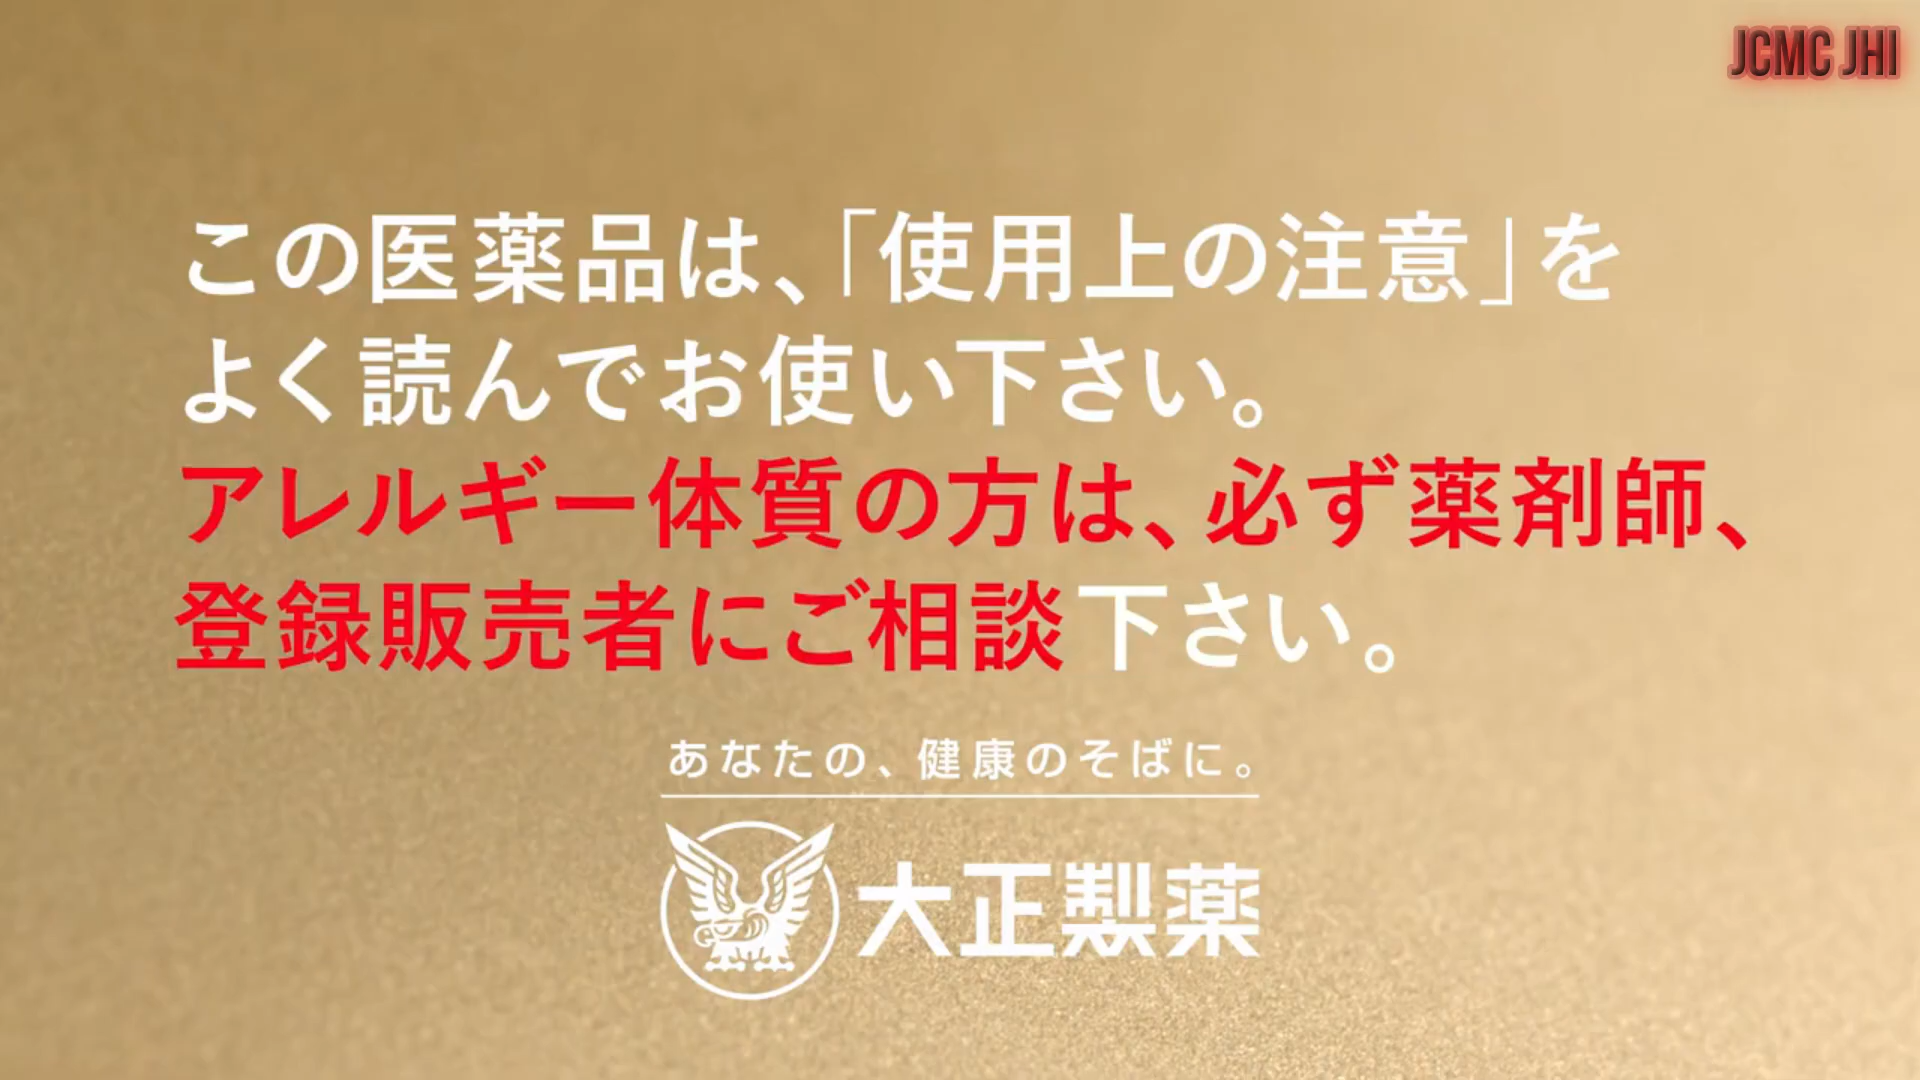 JCMC JHI
この医薬品は、「使用上の注意」を
よく読んでお使い下さい。
アレルギー体質の方は、必ず薬剤師、
登録販売者にご相談下さい。
あなたの、健康のそばに。
大正製薬